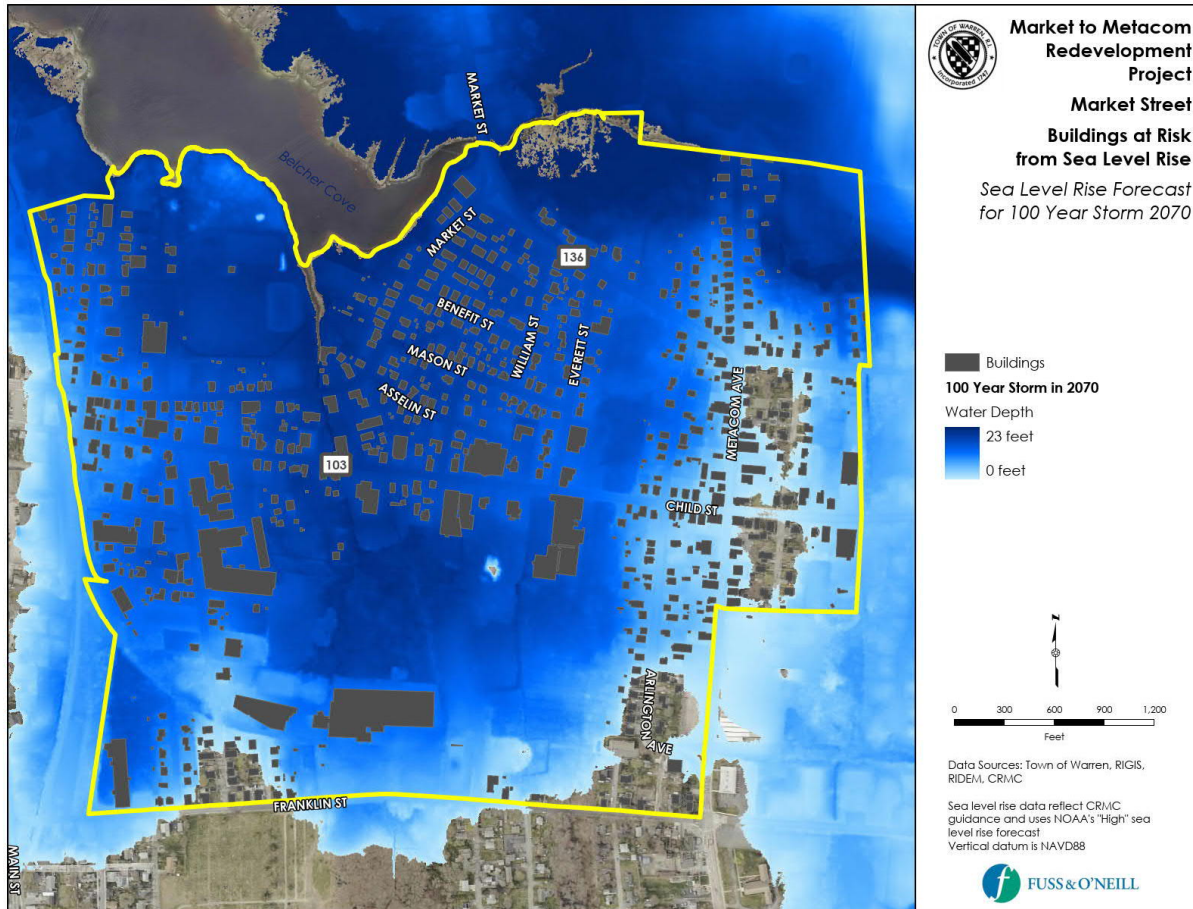 Market to Metacom
Redevelopment
Project
Market Street
Buildings at Risk
from Sea Level Rise
Sea Level Rise Forecast
for 100 Year Storm 2070
TOWN OF WARREN, R.I.
Incorporated 1747
Buildings
100 Year Storm in 2070
Water Depth
23 feet
0 feet
0 300 600 900 1,200
Feet
Data Sources: Town of Warren, RIGIS,
RIDEM, CRMC
Sea level rise data reflect CRMC
guidance and uses NOAA's "High" sea
level rise forecast
Vertical datum is NAVD88
FUSS & O'NEILL
MARKET ST
Belcher Cove
MARKET ST
136
BENEFIT ST
WILLIAM ST
EVERETT ST
MASON ST
ASSELIN ST
METACOM AVE
103
CHILD ST
ARLINGTON
AVE
FRANKLIN ST
MAIN ST